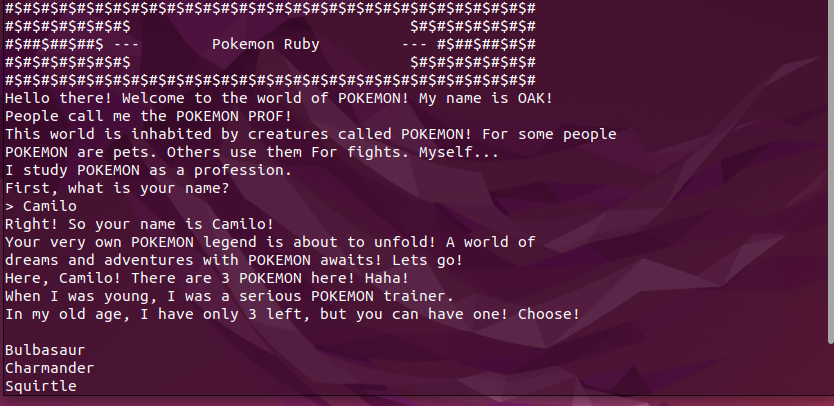 #$#$#$#$#$#$#$#$#$#$#$#$#$#$#$#$#$#$#$#$#$#$#$#$#$#$#$#$#$#
#$#$#$#$#$#$#$                               $#$#$#$#$#$#$#
#$##$##$##$ ---        Pokemon Ruby         --- #$##$##$#$#
#$#$#$#$#$#$#$                               $#$#$#$#$#$#$#
#$#$#$#$#$#$#$#$#$#$#$#$#$#$#$#$#$#$#$#$#$#$#$#$#$#$#$#$#$#
Hello there! Welcome to the world of POKEMON! My name is OAK!
People call me the POKEMON PROF!
This world is inhabited by creatures called POKEMON! For some people
POKEMON are pets. Others use them For fights. Myself...
I study POKEMON as a profession.
First, what is your name?
> Camilo
Right! So your name is Camilo!
Your very own POKEMON legend is about to unfold! A world of
dreams and adventures with POKEMON awaits! Lets go!
Here, Camilo! There are 3 POKEMON here! Haha!
When I was young, I was a serious POKEMON trainer.
In my old age, I have only 3 left, but you can have one! Choose!

Bulbasaur
Charmander
Squirtle